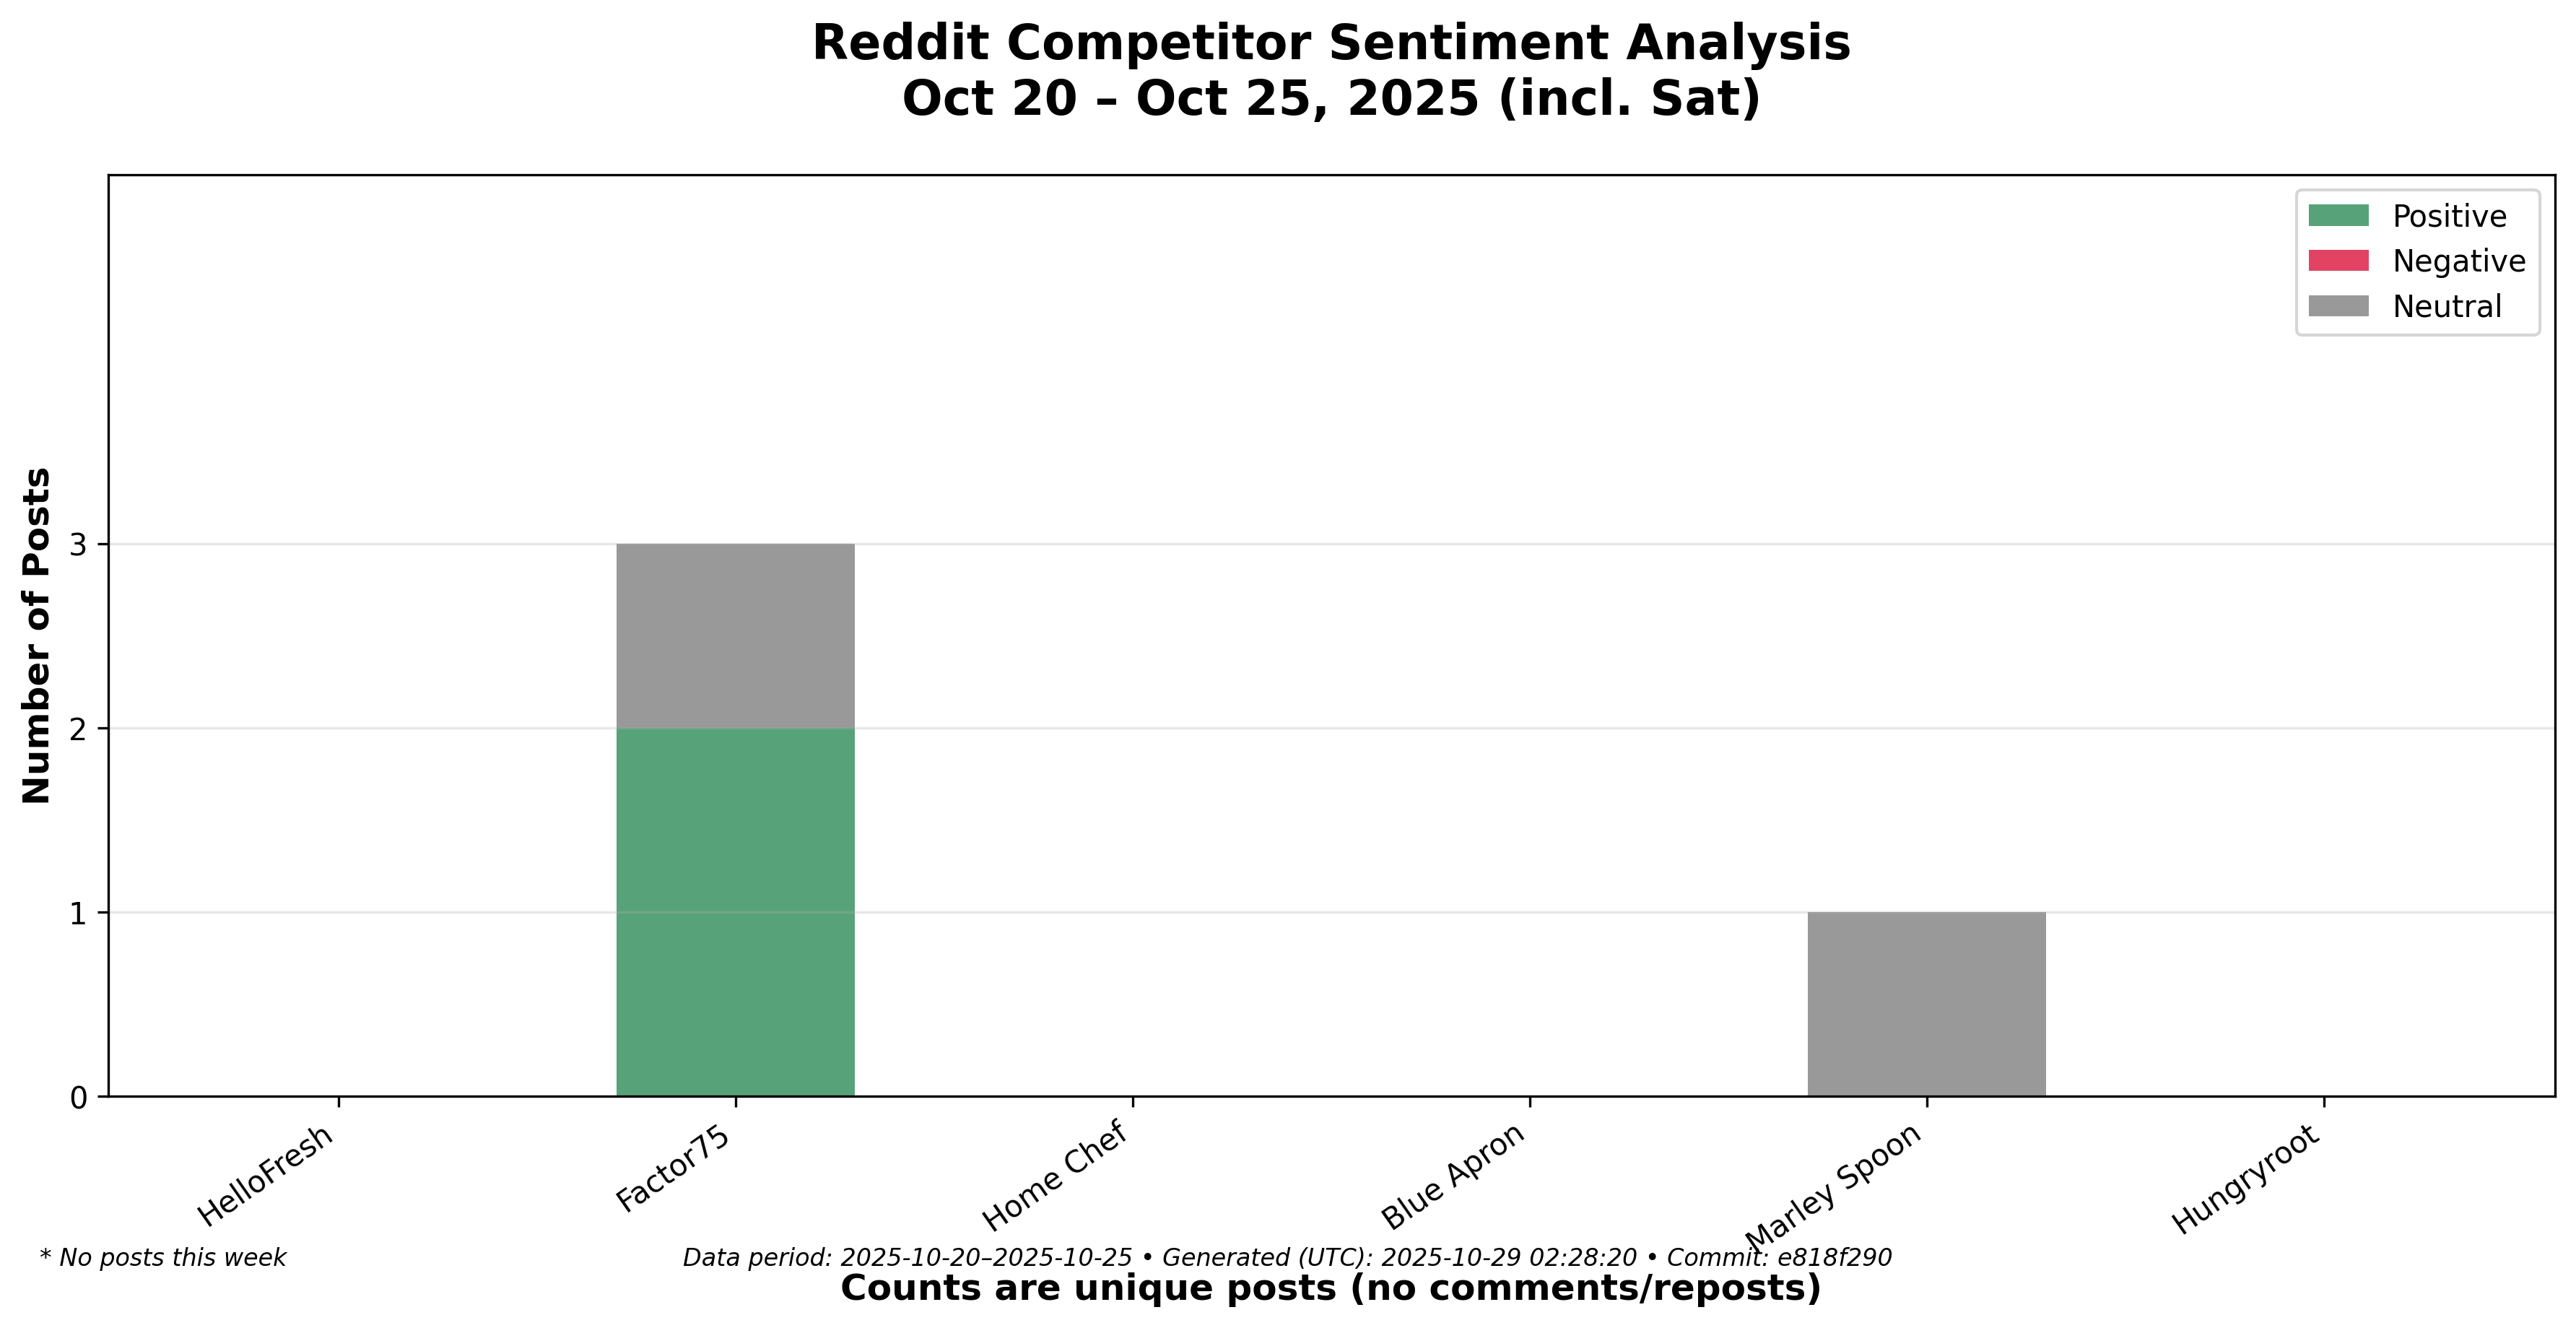 Reddit Competitor Sentiment Analysis
Oct 20 – Oct 25, 2025 (incl. Sat)
Positive
Negative
Neutral
Number of Posts
3
2
1
0
HelloFresh
Factor75
Home Chef
Blue Apron
Marley Spoon
Hungryroot
* No posts this week
Data period: 2025-10-20–2025-10-25 • Generated (UTC): 2025-10-29 02:28:20 • Commit: e818f290
Counts are unique posts (no comments/reposts)